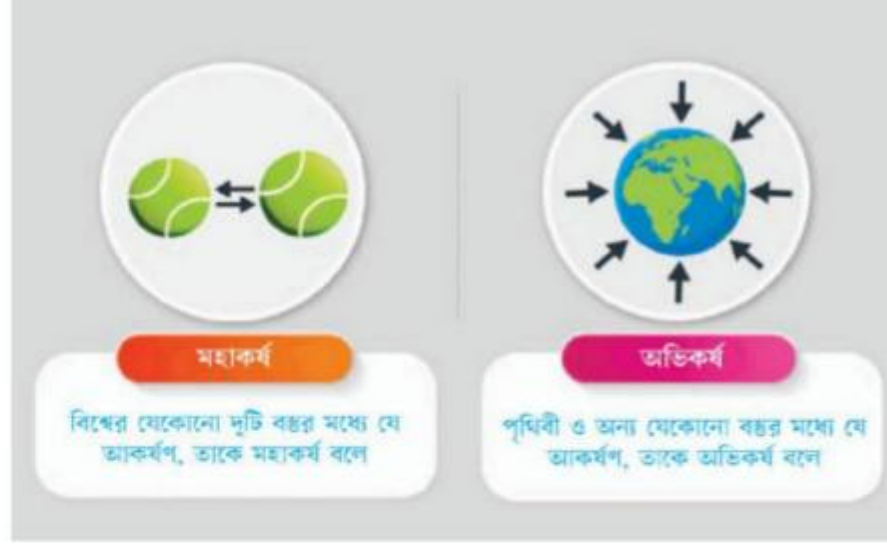 মহাকর্ষ
বিশ্বের যেকোনো দুটি বস্তুর মধ্যে যে
আকর্ষণ, তাকে মহাকর্ষ বলে
অভিকর্ষ
পৃথিবী ও অন্য যেকোনো বস্তুর মধ্যে যে
আকর্ষণ, তাকে অভিকর্ষ বলে